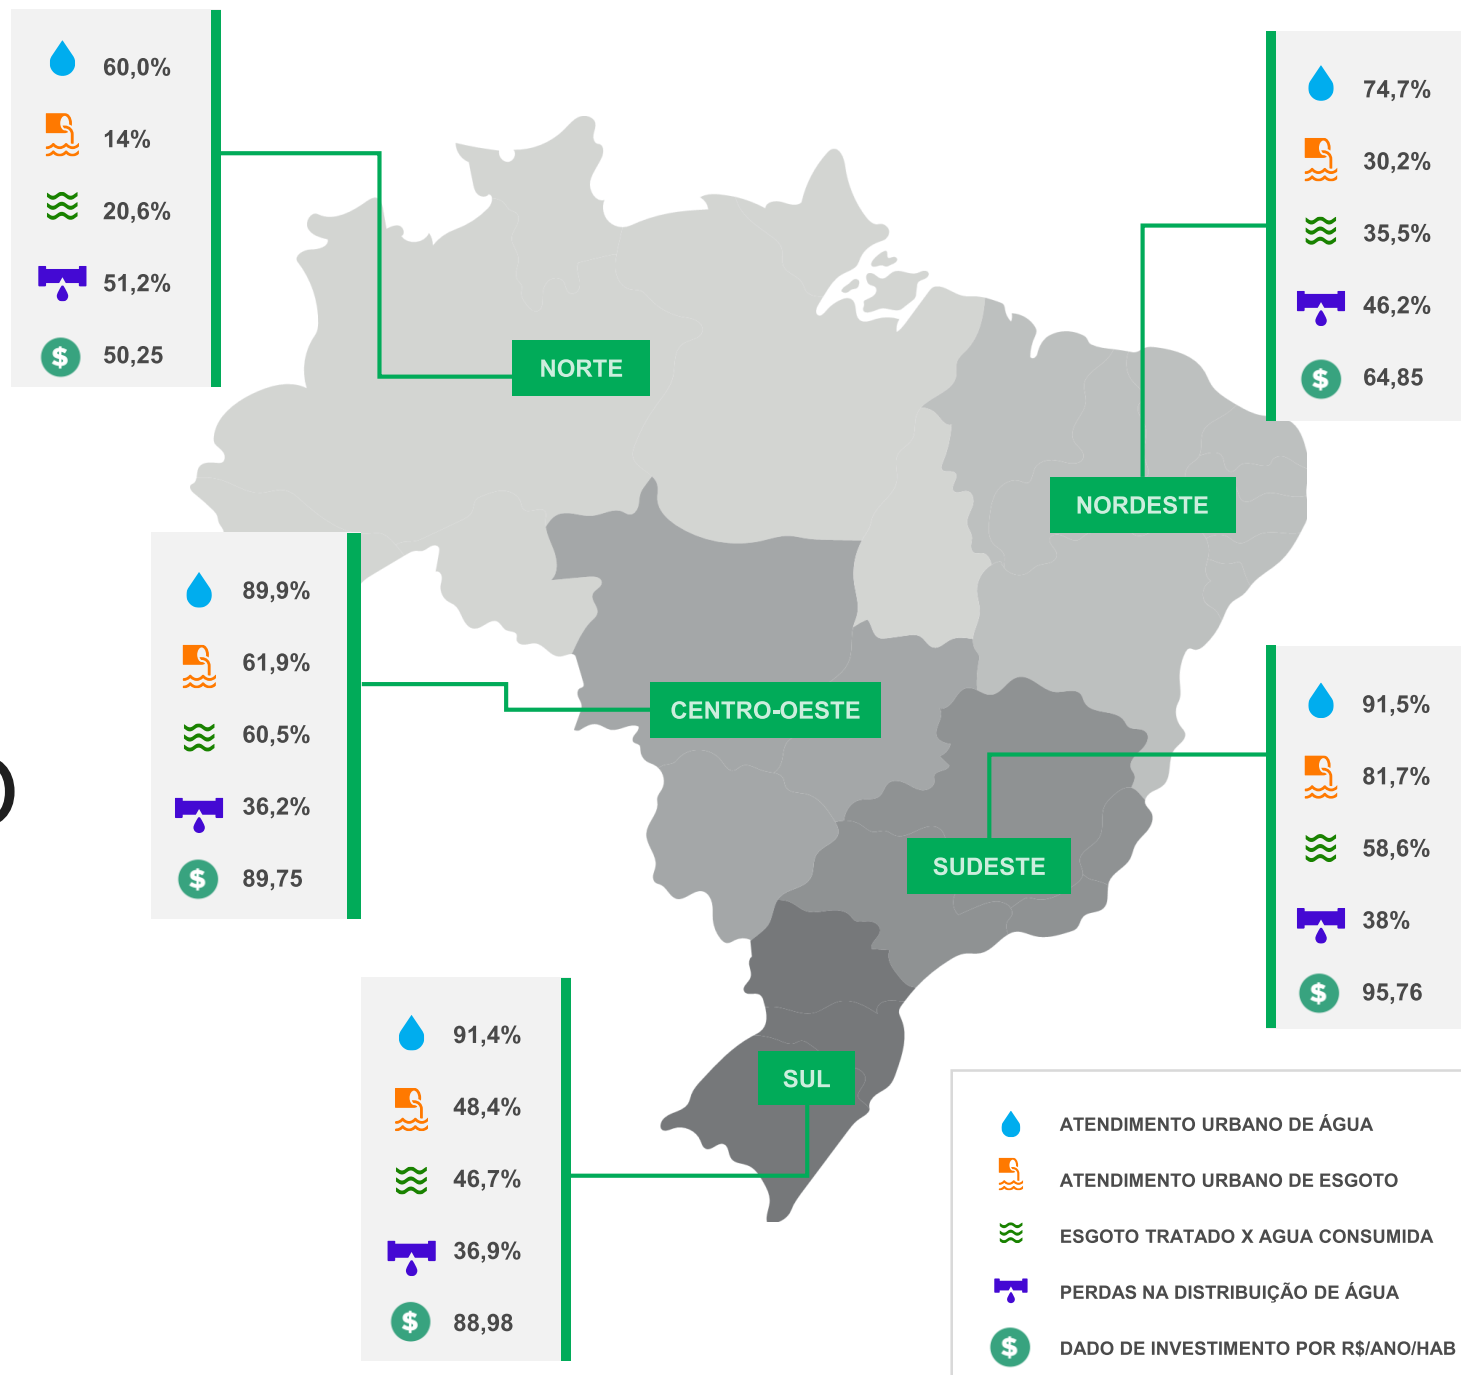 60,0%
14%
20,6%
51,2%
$ 50,25
NORTE
74,7%
30,2%
35,5%
46,2%
$ 64,85
NORDESTE
89,9%
61,9%
60,5%
36,2%
$ 89,75
CENTRO-OESTE
91,5%
81,7%
58,6%
38%
$ 95,76
SUDESTE
91,4%
48,4%
46,7%
36,9%
$ 88,98
SUL
ATENDIMENTO URBANO DE ÁGUA
ATENDIMENTO URBANO DE ESGOTO
ESGOTO TRATADO X AGUA CONSUMIDA
PERDAS NA DISTRIBUIÇÃO DE ÁGUA
$ DADO DE INVESTIMENTO POR R$/ANO/HAB